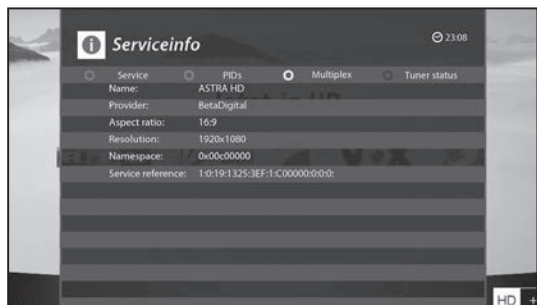 Serviceinfo
23:08
Service PIDs Multiplex Tuner status
Name: ASTRA HD
Provider: BetaDigital
Aspect ratio: 16:9
Resolution: 1920x1080
Namespace: 0x00c00000
Service reference: 1:0:19:1325:3EF:1:C00000:0:0:0:
HD +